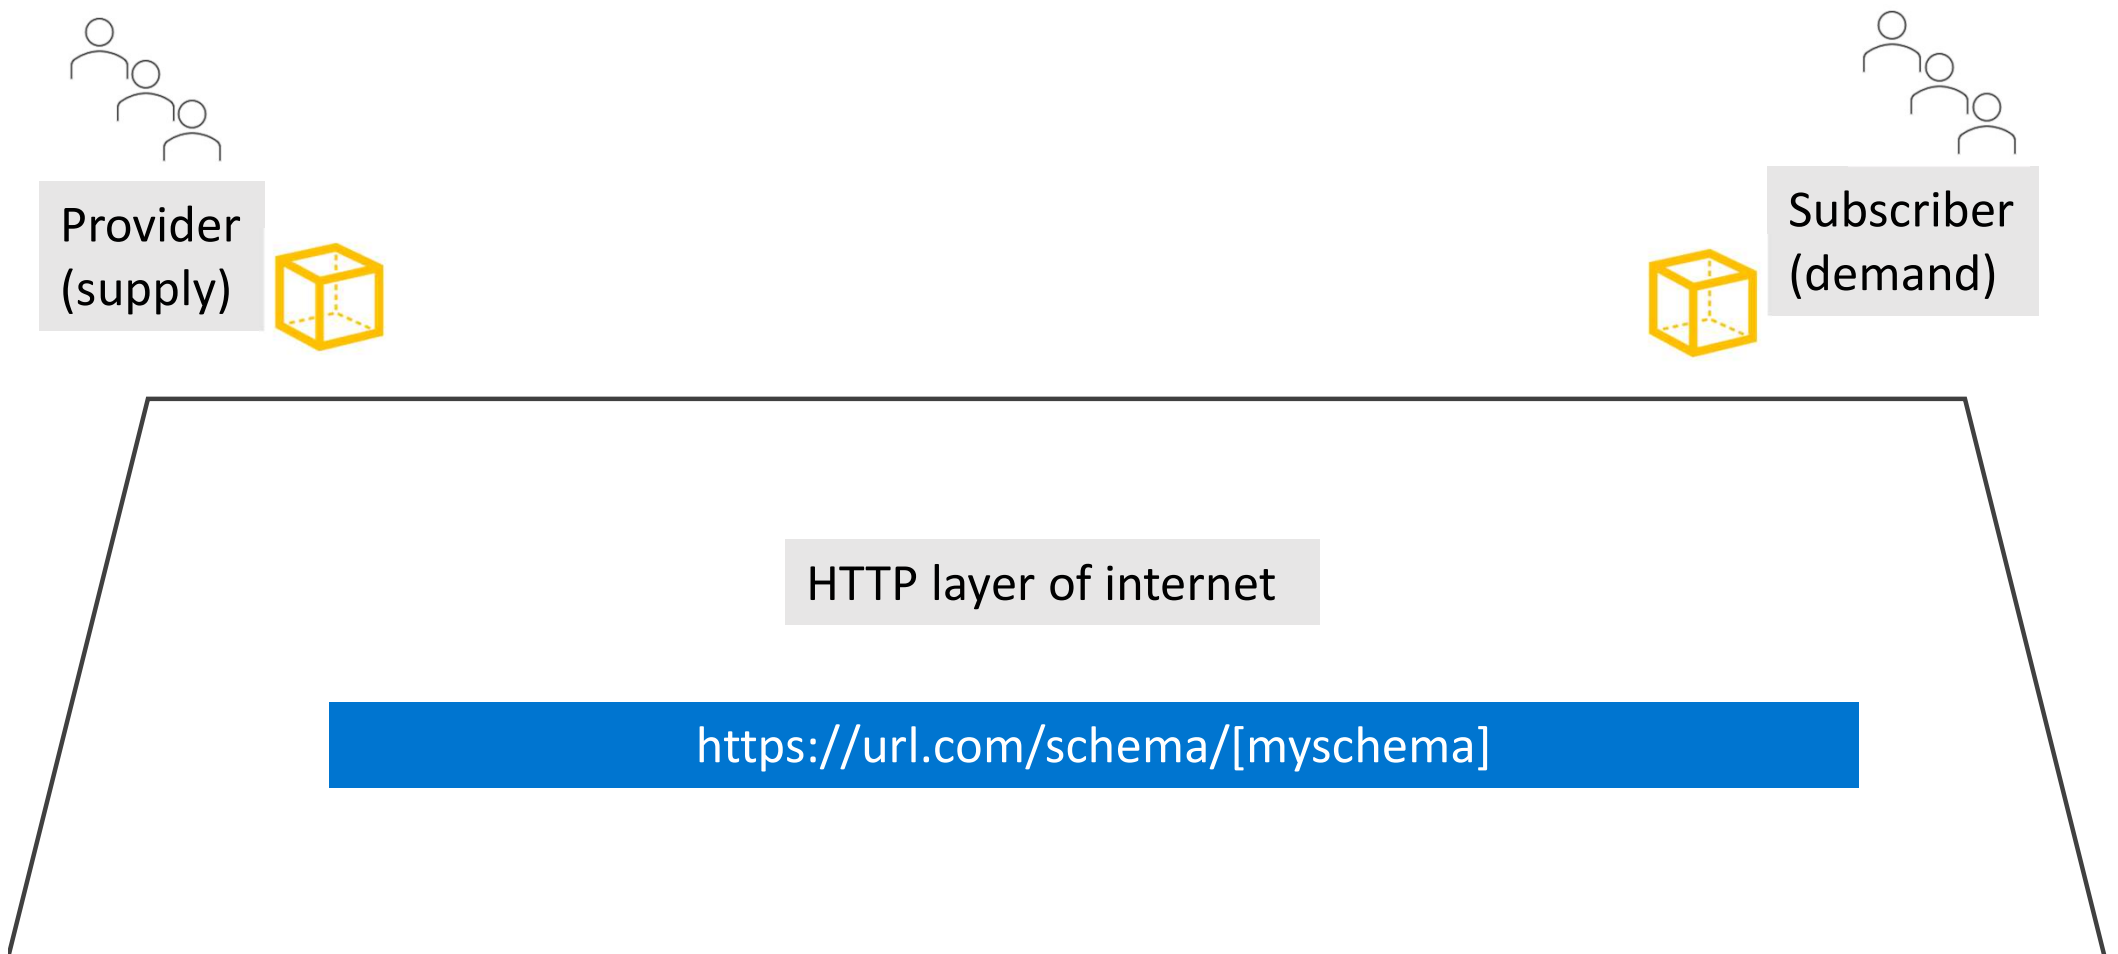 Provider
(supply)
Subscriber
(demand)
HTTP layer of internet
https://url.com/schema/[myschema]